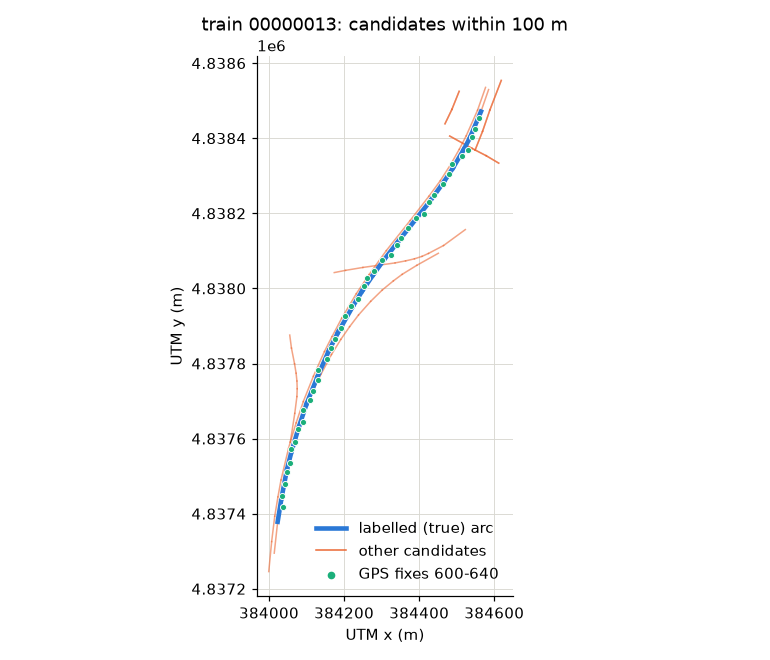 train 00000013: candidates within 100 m
1e6
4.8386
4.8384
4.8382
4.8380
4.8378
4.8376
4.8374
4.8372
UTM y (m)
labelled (true) arc
other candidates
GPS fixes 600-640
384000 384200 384400 384600
UTM x (m)